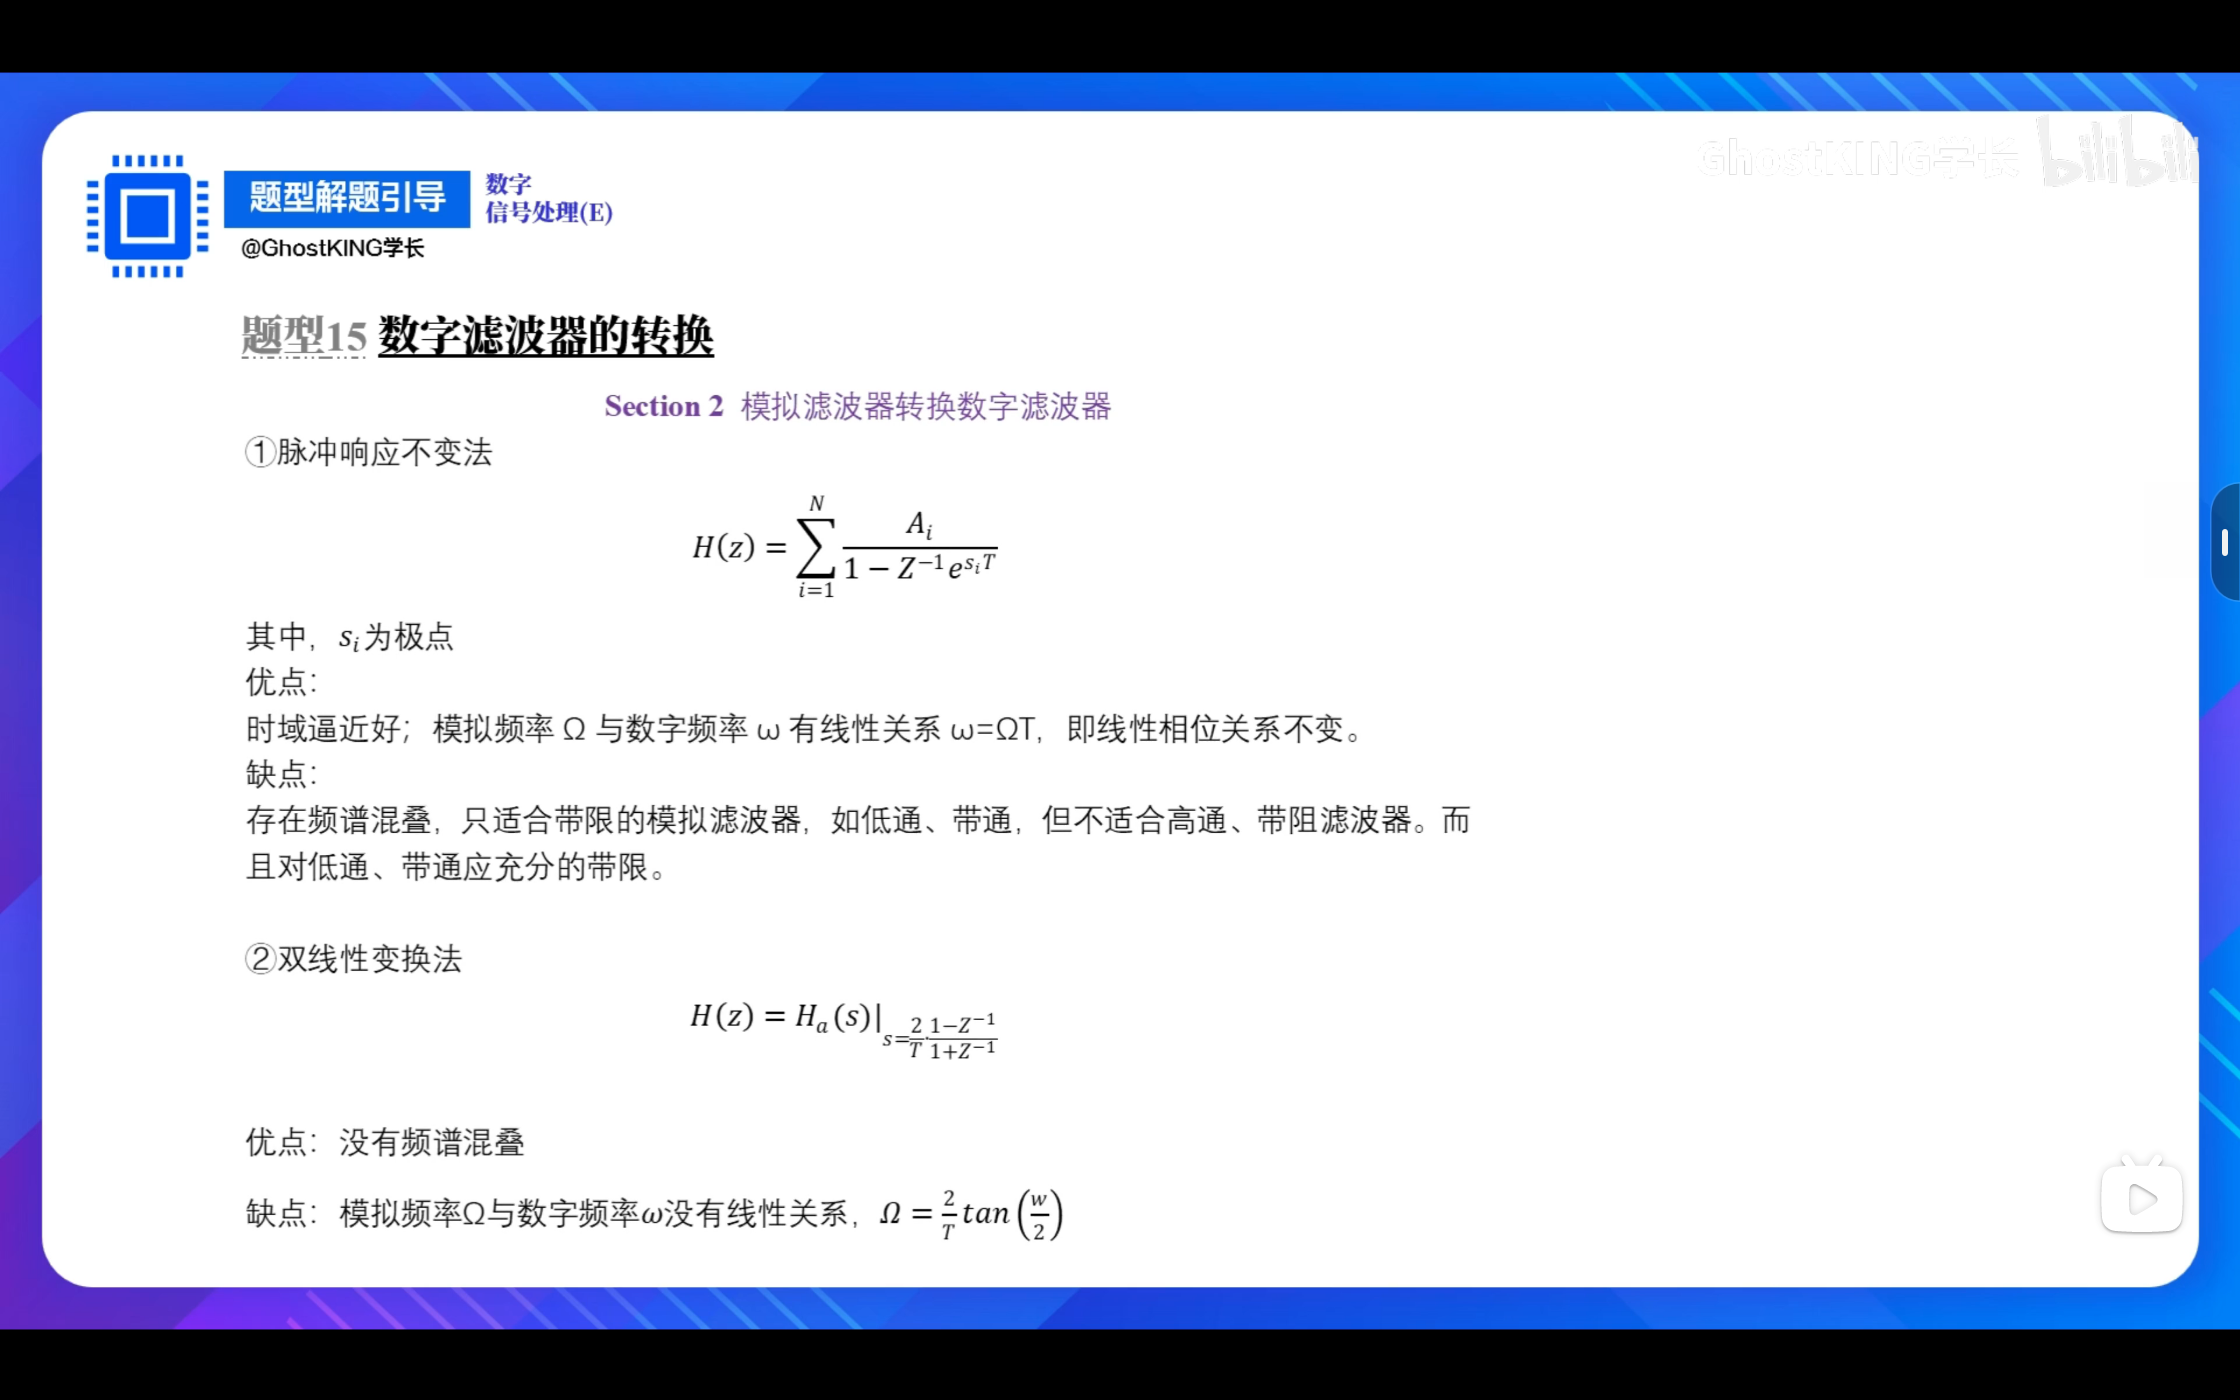 GhostKING学长 bilibili
题型解题引导
数字
信号处理(E)
@GhostKING学长
题型15 数字滤波器的转换
Section 2 模拟滤波器转换数字滤波器
①脉冲响应不变法
H(z) = \sum_{i=1}^{N} \frac{A_i}{1 - Z^{-1} e^{s_i T}}
其中，s_i为极点
优点：
时域逼近好；模拟频率 Ω 与数字频率 ω 有线性关系 ω=ΩT，即线性相位关系不变。
缺点：
存在频谱混叠，只适合带限的模拟滤波器，如低通、带通，但不适合高通、带阻滤波器。而
且对低通、带通应充分的带限。
②双线性变换法
H(z) = H_a(s)|_{s=\frac{2}{T}·\frac{1-Z^{-1}}{1+Z^{-1}}}
优点：没有频谱混叠
缺点：模拟频率Ω与数字频率ω没有线性关系，Ω = \frac{2}{T} tan(\frac{w}{2})